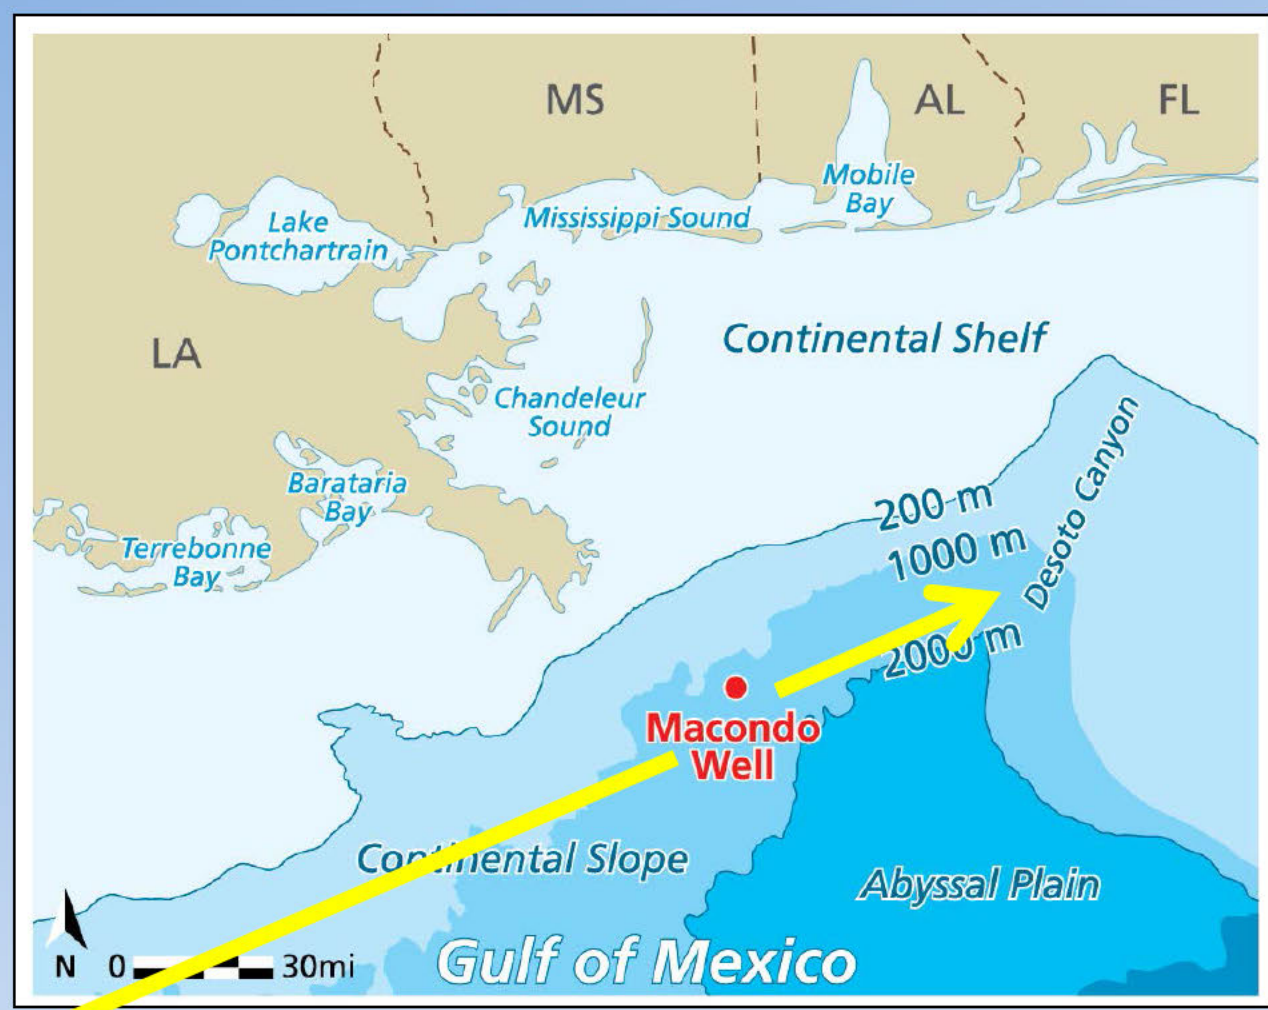 MS
AL
FL
Mobile
Bay
Mississippi Sound
Lake
Pontchartrain
LA
Continental Shelf
Chandeleur
Sound
Desoto Canyon
Barataria
Bay
200 m
1000 m
Terrebonne
Bay
2000 m
Macondo
Well
Continental Slope
Abyssal Plain
N 0 30mi
Gulf of Mexico